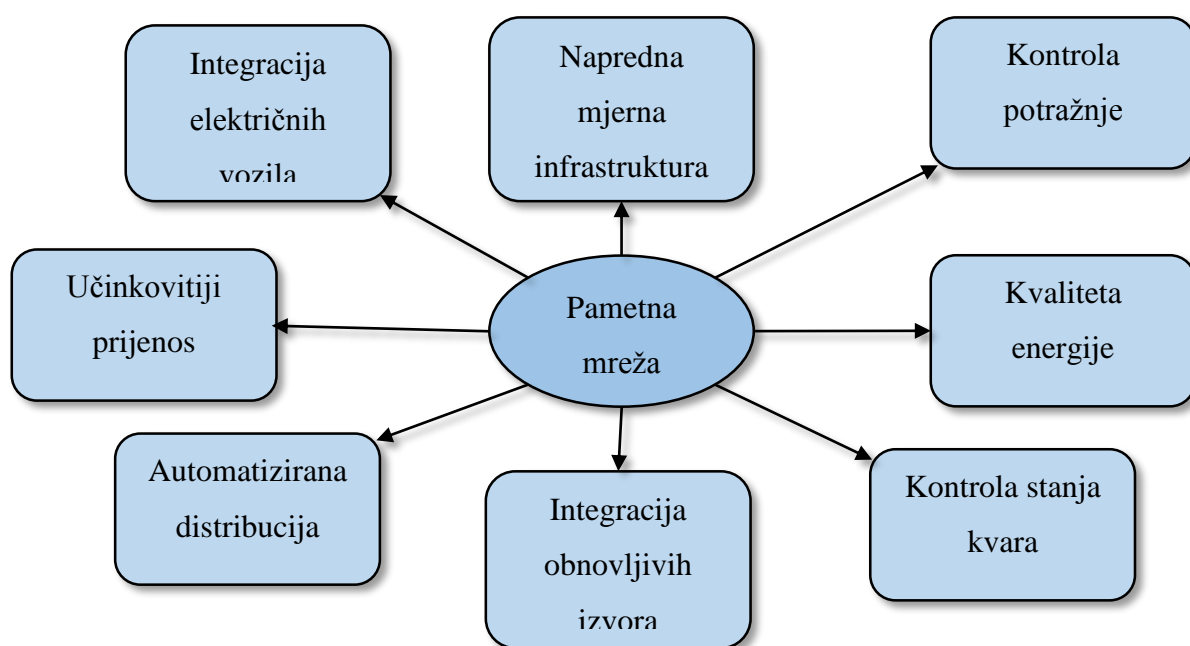 Integracija
električnih
vozila
Napredna
mjerna
infrastruktura
Kontrola
potražnje
Učinkovitiji
prijenos
Pametna
mreža
Kvaliteta
energije
Automatizirana
distribucija
Integracija
obnovljivih
izvora
Kontrola stanja
kvara